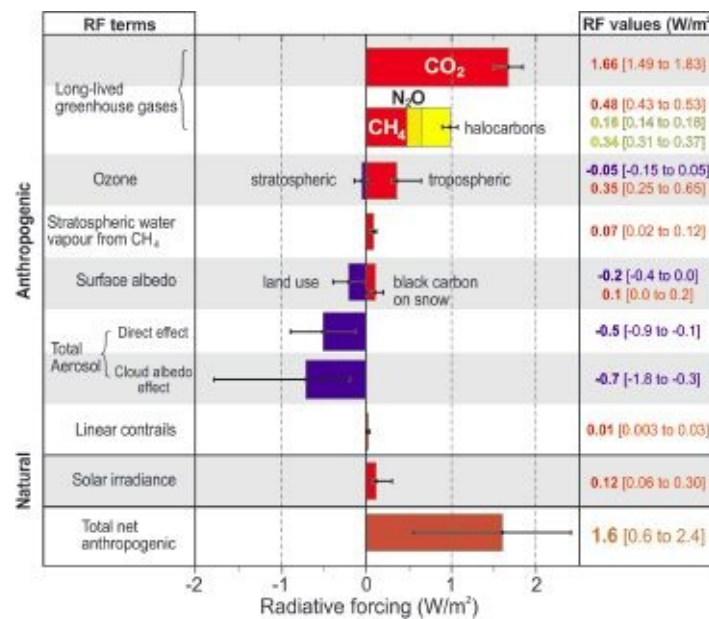 RF terms
RF values (W/m²
Long-lived
greenhouse gases
CO₂
1.66 [1.49 to 1.83]
N₂O
CH₄
halocarbons
0.48 [0.43 to 0.53]
0.16 [0.14 to 0.18]
0.34 [0.31 to 0.37]
Ozone
stratospheric
tropospheric
-0.05 [-0.15 to 0.05]
0.35 [0.25 to 0.65]
Stratospheric water
vapour from CH₄
0.07 [0.02 to 0.12]
Surface albedo
land use
black carbon
on snow
-0.2 [-0.4 to 0.0]
0.1 [0.0 to 0.2]
Total
Aerosol
Direct effect
-0.5 [-0.9 to -0.1]
Cloud albedo
effect
-0.7 [-1.8 to -0.3]
Linear contrails
0.01 [0.003 to 0.03]
Solar irradiance
0.12 [0.06 to 0.30]
Total net
anthropogenic
1.6 [0.6 to 2.4]
Anthropogenic
Natural
-2 -1 0 1 2
Radiative forcing (W/m²)